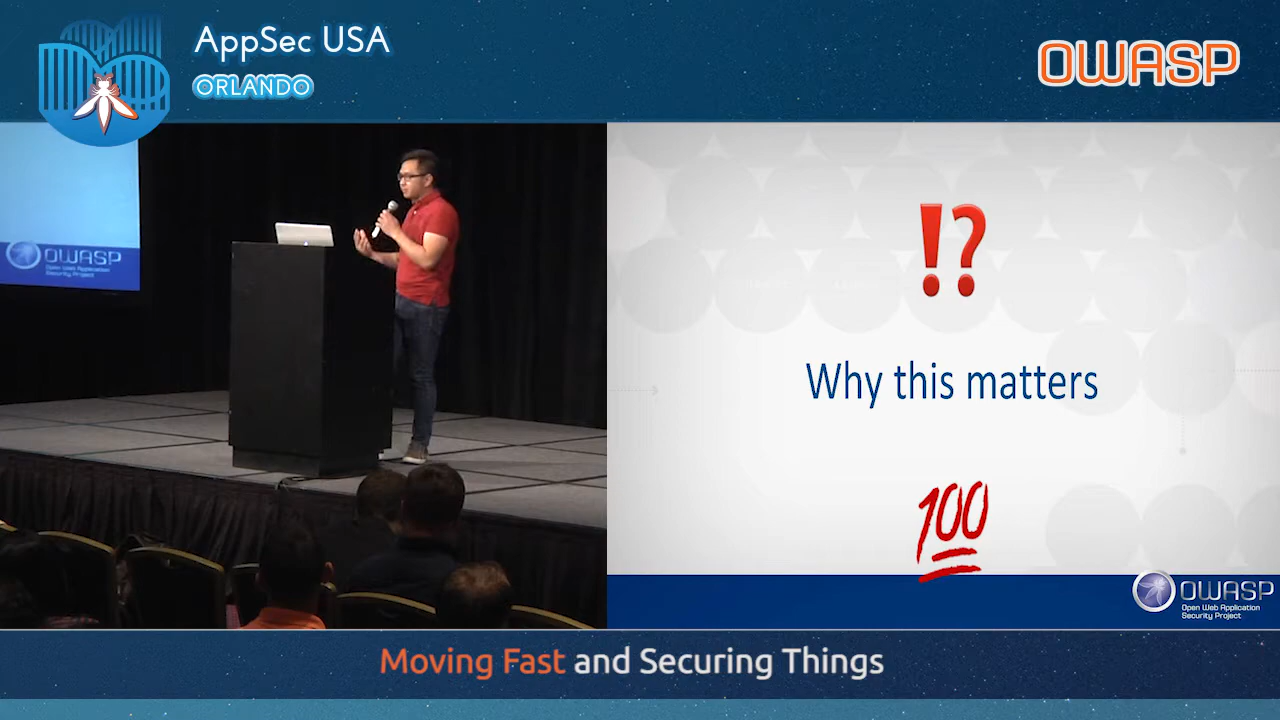 AppSec USA
ORLANDO
OWASP
OWASP
Open Web Application
Security Project
⁉
Why this matters
💯
OWASP
Open Web Application
Security Project
Moving Fast and Securing Things